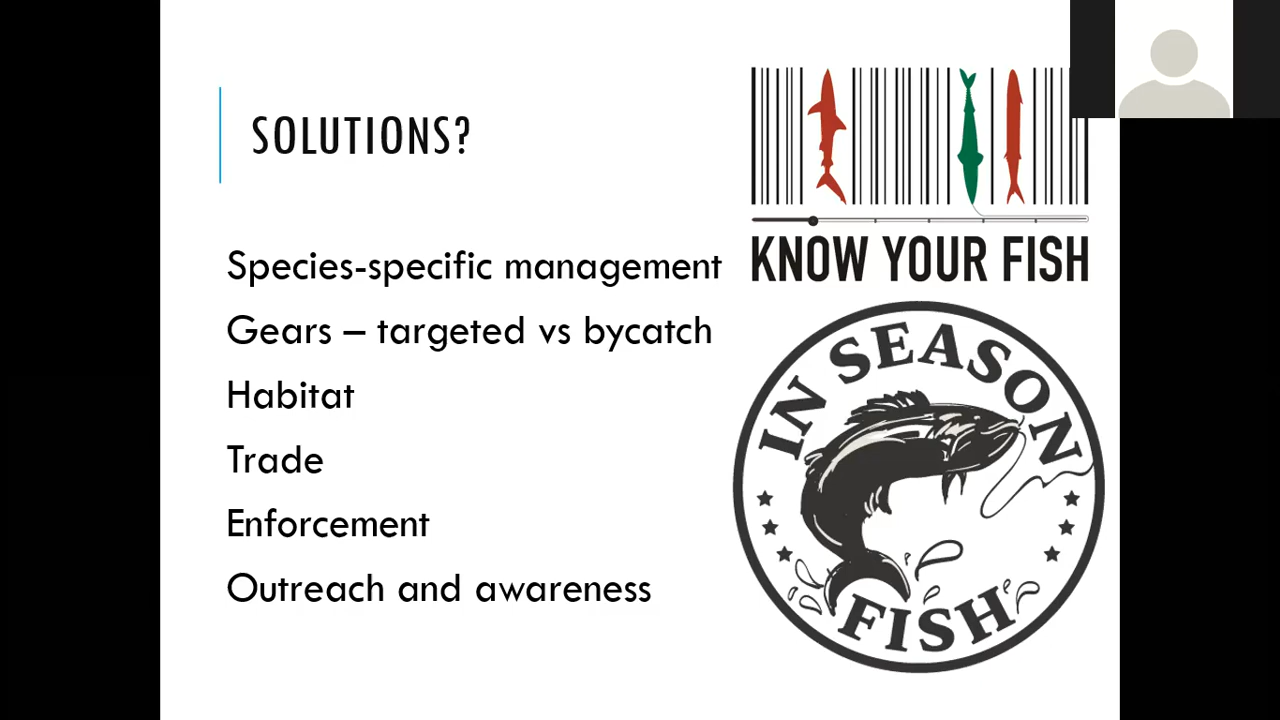 SOLUTIONS?
Species-specific management
Gears – targeted vs bycatch
Habitat
Trade
Enforcement
Outreach and awareness
KNOW YOUR FISH
IN SEASON
FISH